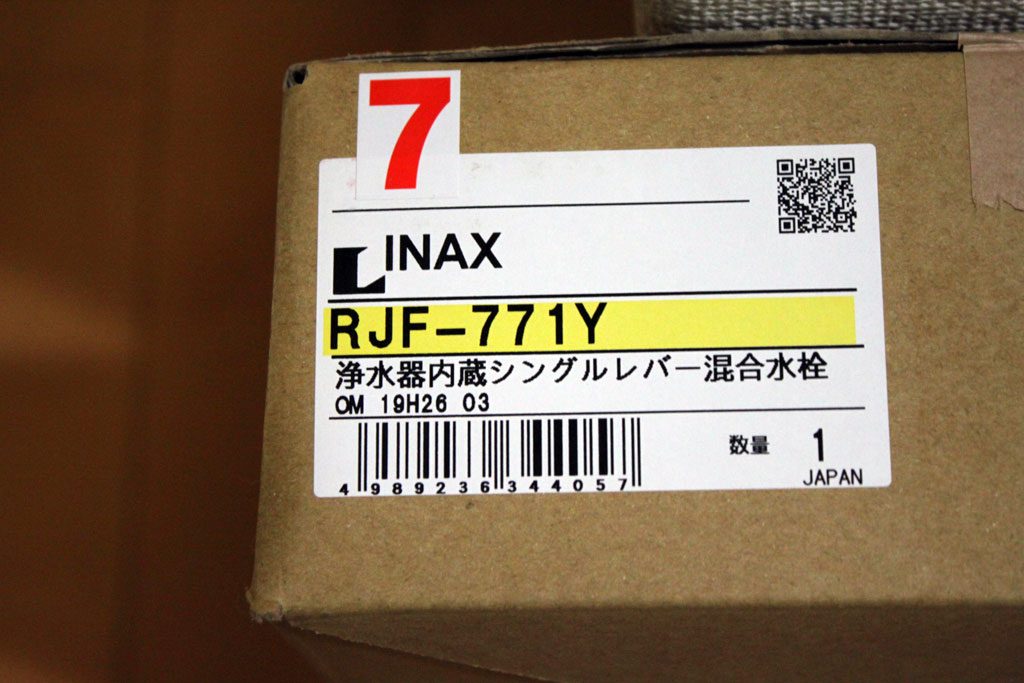 7
INAX
RJF-771Y
浄水器内蔵シングルレバー混合水栓
OM 19H26 03
4 989236 344057
数量 1
JAPAN